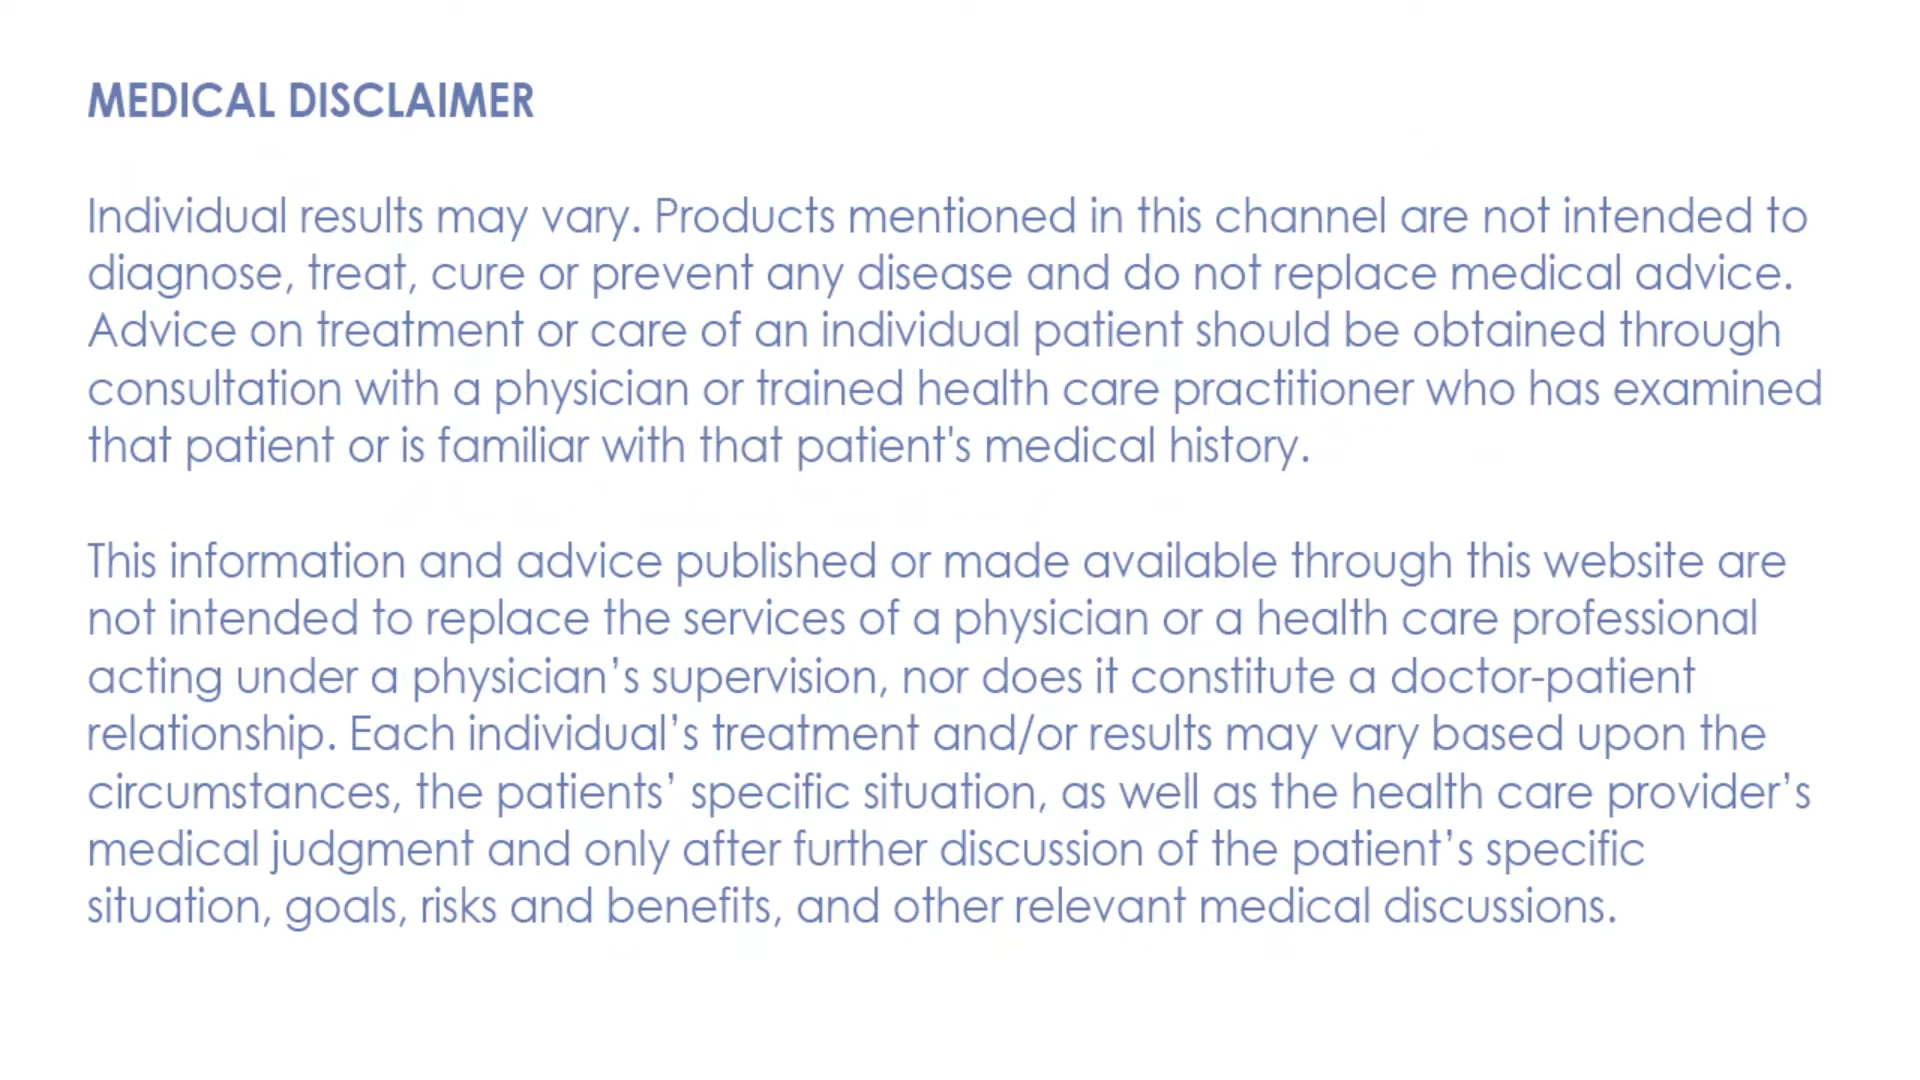 MEDICAL DISCLAIMER
Individual results may vary. Products mentioned in this channel are not intended to
diagnose, treat, cure or prevent any disease and do not replace medical advice.
Advice on treatment or care of an individual patient should be obtained through
consultation with a physician or trained health care practitioner who has examined
that patient or is familiar with that patient's medical history.
This information and advice published or made available through this website are
not intended to replace the services of a physician or a health care professional
acting under a physician’s supervision, nor does it constitute a doctor-patient
relationship. Each individual’s treatment and/or results may vary based upon the
circumstances, the patients’ specific situation, as well as the health care provider’s
medical judgment and only after further discussion of the patient’s specific
situation, goals, risks and benefits, and other relevant medical discussions.